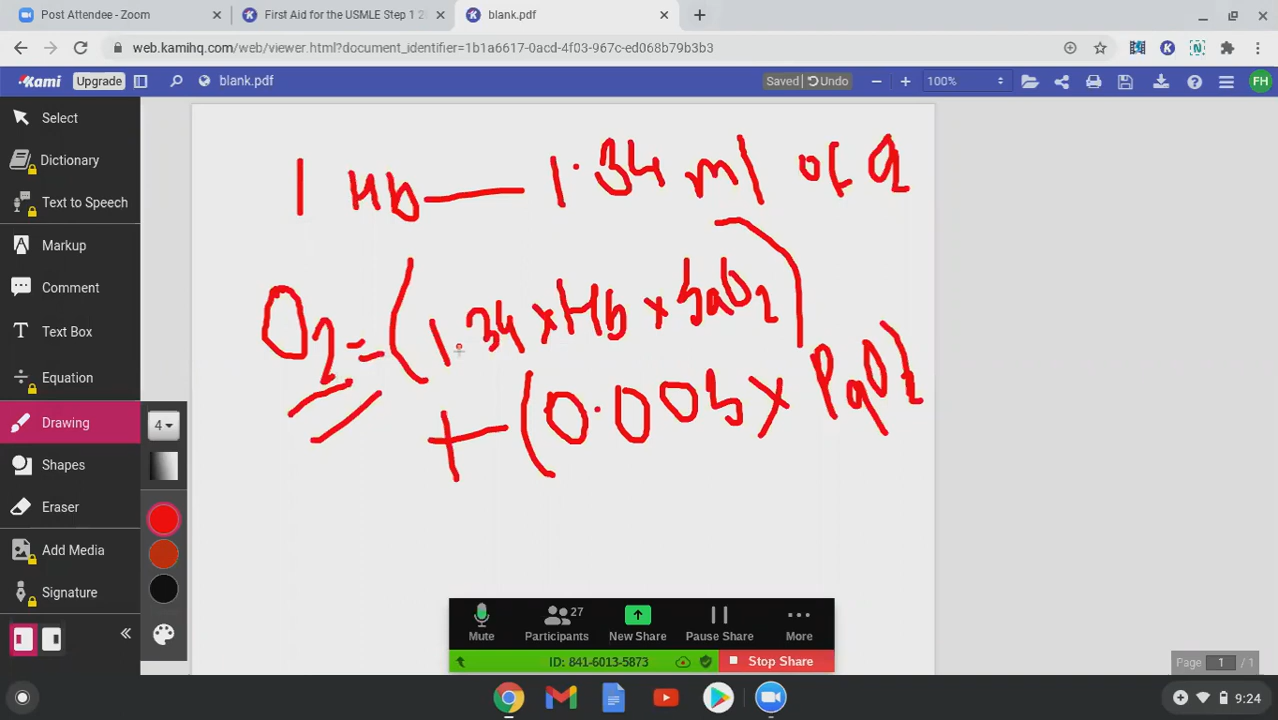 Post Attendee - Zoom
First Aid for the USMLE Step 1 2
blank.pdf
web.kamihq.com/web/viewer.html?document_identifier=1b1a6617-0acd-4f03-967c-ed068b79b3b3
Kami Upgrade
blank.pdf
Saved Undo
100%
FH
Select
Dictionary
Text to Speech
Markup
Comment
Text Box
Equation
Drawing
4
Shapes
Eraser
Add Media
Signature
1 Hb — 1.34 ml of O2
O2 = (1.34 x Hb x SaO2)
+ (0.003 x PaO2)
27
Mute
Participants
New Share
Pause Share
More
ID: 841-6013-5873
Stop Share
Page 1 / 1
9:24